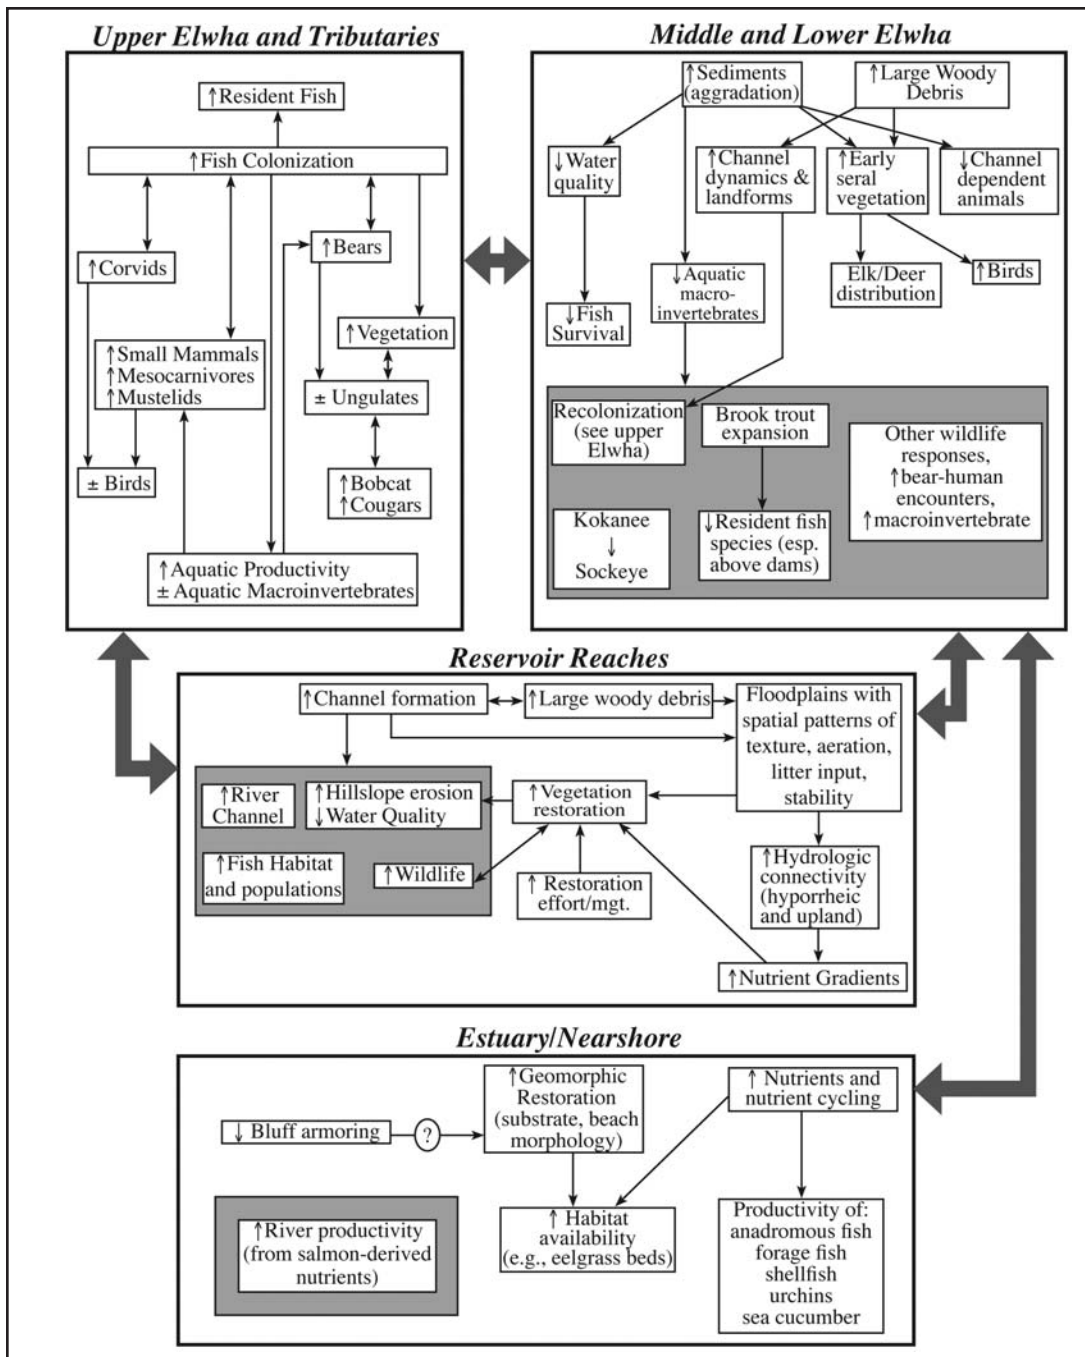 Upper Elwha and Tributaries
↑Resident Fish
↑Fish Colonization
↑Corvids
↑Bears
↑Vegetation
↑Small Mammals
↑Mesocarnivores
↑Mustelids
± Ungulates
± Birds
↑Bobcat
↑Cougars
↑Aquatic Productivity
± Aquatic Macroinvertebrates
Middle and Lower Elwha
↑Sediments
(aggradation)
↑Large Woody
Debris
↓Water
quality
↑Channel
dynamics &
landforms
↑Early
seral
vegetation
↓Channel
dependent
animals
↓Aquatic
macro-
invertebrates
Elk/Deer
distribution
↑Birds
↓Fish
Survival
Recolonization
(see upper
Elwha)
Brook trout
expansion
Other wildlife
responses,
↑bear-human
encounters,
↑macroinvertebrate
Kokanee
↓
Sockeye
↓Resident fish
species (esp.
above dams)
Reservoir Reaches
↑Channel formation
↑Large woody debris
Floodplains with
spatial patterns of
texture, aeration,
litter input,
stability
↑River
Channel
↑Hillslope erosion
↓Water Quality
↑Vegetation
restoration
↑Fish Habitat
and populations
↑Wildlife
↑ Restoration
effort/mgt.
↑Hydrologic
connectivity
(hyporrheic
and upland)
↑Nutrient Gradients
Estuary/Nearshore
↓ Bluff armoring
?
↑Geomorphic
Restoration
(substrate, beach
morphology)
↑ Nutrients and
nutrient cycling
↑River productivity
(from salmon-derived
nutrients)
↑ Habitat
availability
(e.g., eelgrass beds)
Productivity of:
anadromous fish
forage fish
shellfish
urchins
sea cucumber